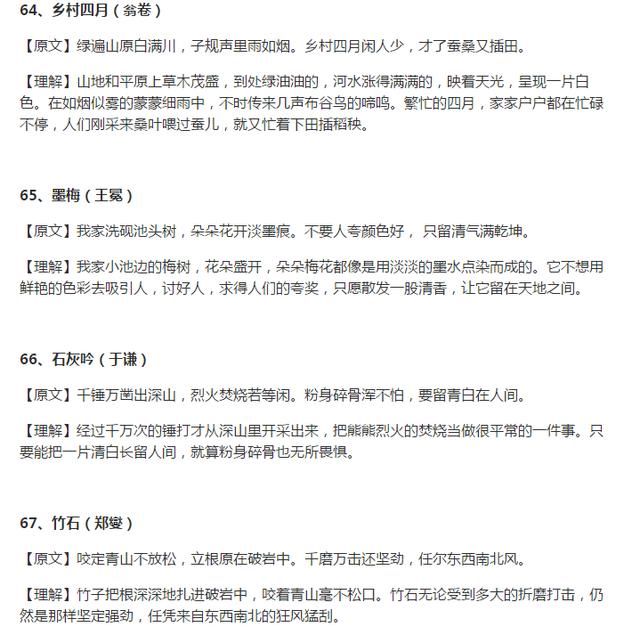 64、乡村四月（翁卷）
【原文】绿遍山原白满川，子规声里雨如烟。乡村四月闲人少，才了蚕桑又插田。
【理解】山地和平原上草木茂盛，到处绿油油的，河水涨得满满的，映着天光，呈现一片白
色。在如烟似雾的蒙蒙细雨中，不时传来几声布谷鸟的啼鸣。繁忙的四月，家家户户都在忙碌
不停，人们刚采来桑叶喂过蚕儿，就又忙着下田插稻秧。
65、墨梅（王冕）
【原文】我家洗砚池头树，朵朵花开淡墨痕。不要人夸颜色好， 只留清气满乾坤。
【理解】我家小池边的梅树，花朵盛开，朵朵梅花都像是用淡淡的墨水点染而成的。它不想用
鲜艳的色彩去吸引人，讨好人，求得人们的夸奖，只愿散发一股清香，让它留在天地之间。
66、石灰吟（于谦）
【原文】千锤万凿出深山，烈火焚烧若等闲。粉身碎骨浑不怕，要留青白在人间。
【理解】经过千万次的锤打才从深山里开采出来，把熊熊烈火的焚烧当做很平常的一件事。只
要能把一片清白长留人间，就算粉身碎骨也无所畏惧。
67、竹石（郑燮）
【原文】咬定青山不放松，立根原在破岩中。千磨万击还坚劲，任尔东西南北风。
【理解】竹子把根深深地扎进破岩中，咬着青山毫不松口。竹石无论受到多大的折磨打击，仍
然是那样坚定强劲，任凭来自东西南北的狂风猛刮。